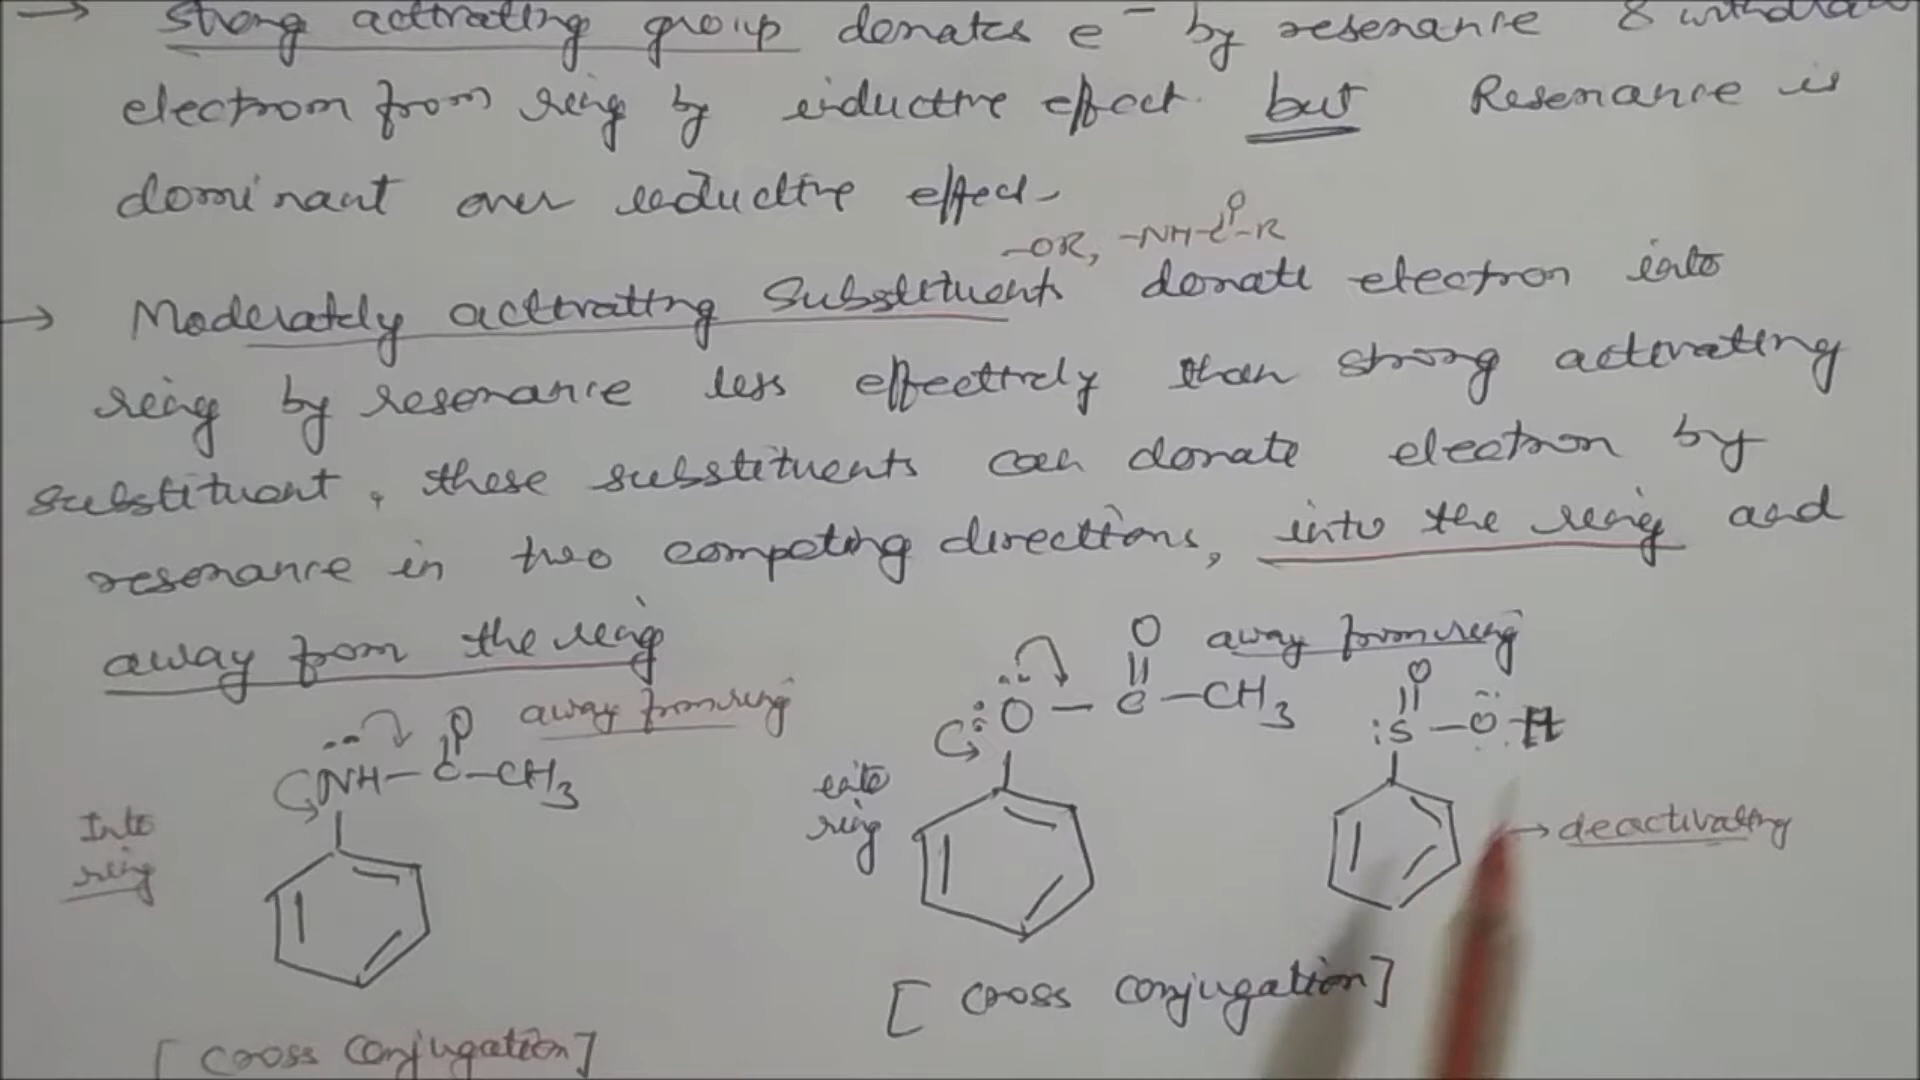 → strong activating group donates e⁻ by resonance & withdraw
electron from ring by inductive effect. but Resonance is
dominant over inductive effect-
-OR, -NH-C-R
O
→ Moderately activating Substituents donate electron into
ring by resonance less effectively than strong activating
substituent, these substituents can donate electron by
resonance in two competing directions, into the ring and
away from the ring
away from ring
O
NH-C-CH3
Into
ring
[cross conjugation]
away from ring
O
:O-C-CH3
into
ring
[cross conjugation]
O
:S-O-H
→ deactivating